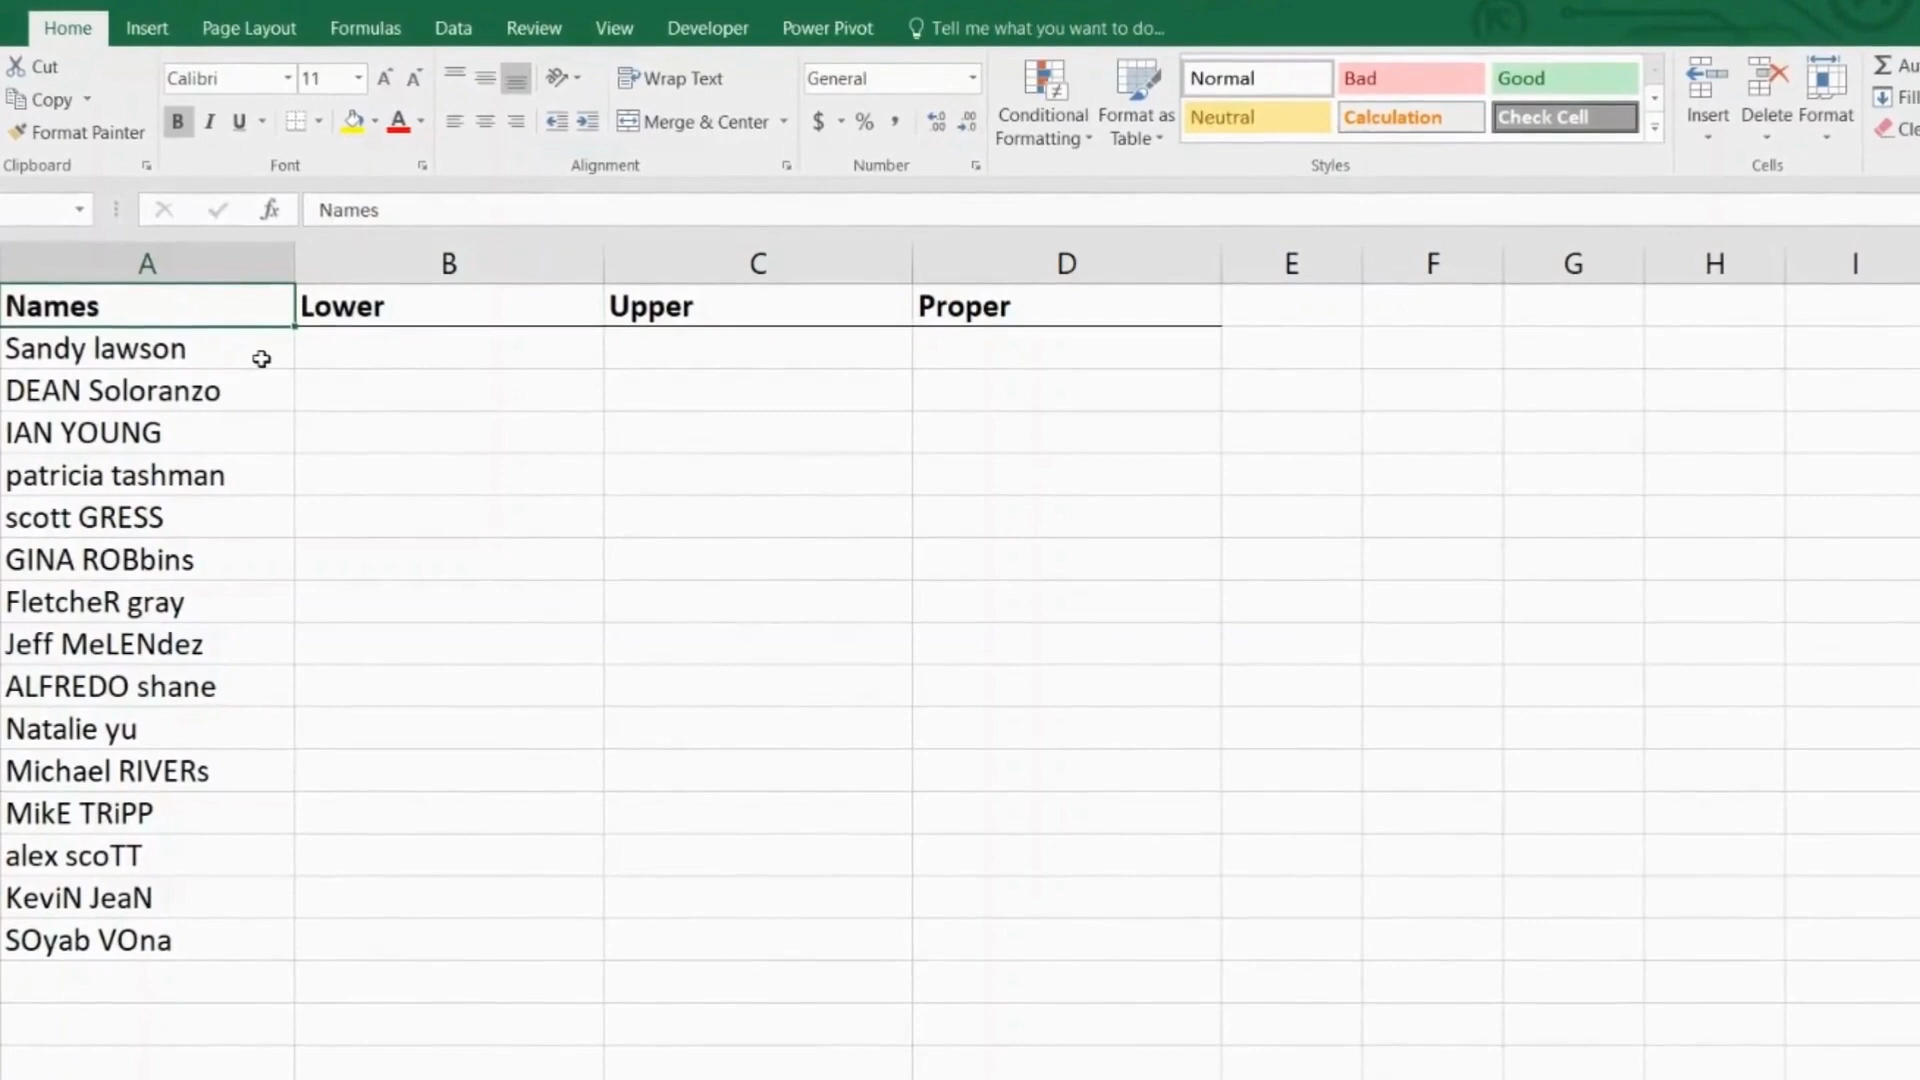 Home Insert Page Layout Formulas Data Review View Developer Power Pivot Tell me what you want to do...
Cut
Copy
Format Painter
Clipboard
Calibri 11
B I U A
Font
Wrap Text
Merge & Center
Alignment
General
$ % ,
Number
Conditional Formatting
Format as Table
Normal Bad Good
Neutral Calculation Check Cell
Styles
Insert Delete Format
Cells
Σ
fx Names
A B C D E F G H I
Names Lower Upper Proper
Sandy lawson
DEAN Soloranzo
IAN YOUNG
patricia tashman
scott GRESS
GINA ROBbins
FletcheR gray
Jeff MeLENdez
ALFREDO shane
Natalie yu
Michael RIVERs
MikE TRiPP
alex scoTT
KeviN JeaN
SOyab VOna